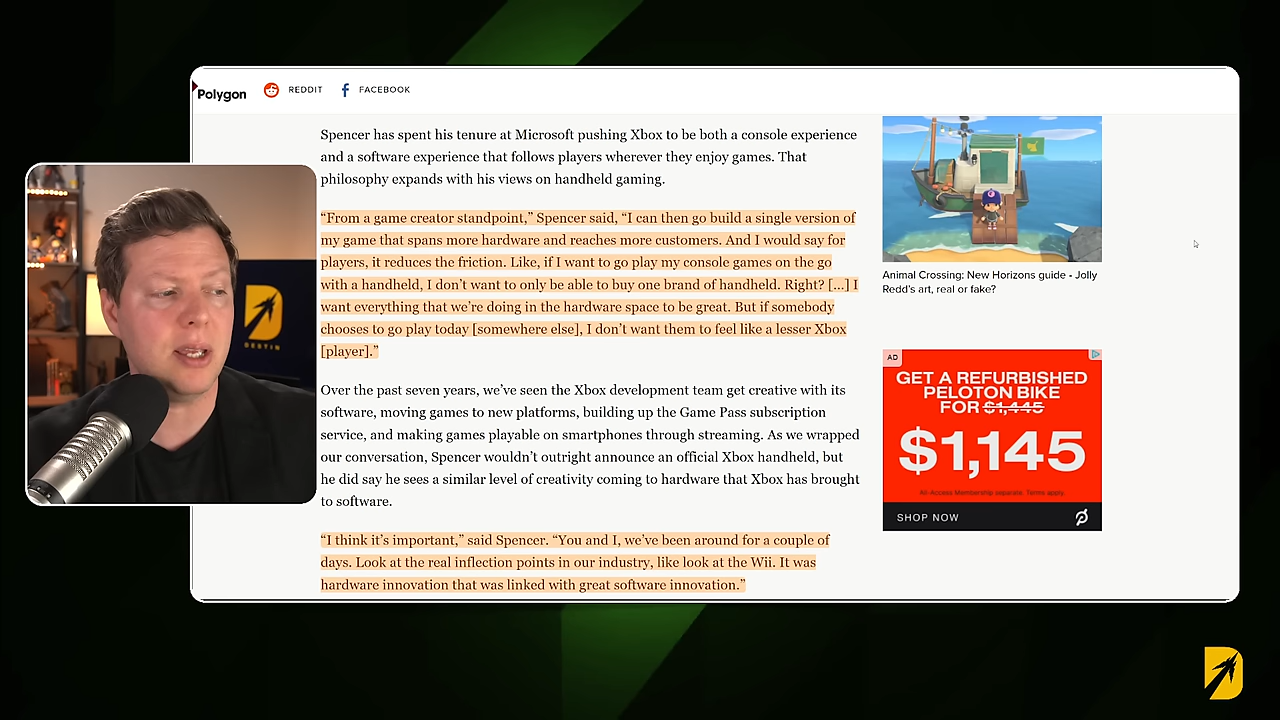 Polygon
REDDIT
FACEBOOK
Spencer has spent his tenure at Microsoft pushing Xbox to be both a console experience
and a software experience that follows players wherever they enjoy games. That
philosophy expands with his views on handheld gaming.
“From a game creator standpoint,” Spencer said, “I can then go build a single version of
my game that spans more hardware and reaches more customers. And I would say for
players, it reduces the friction. Like, if I want to go play my console games on the go
with a handheld, I don’t want to only be able to buy one brand of handheld. Right? [...] I
want everything that we’re doing in the hardware space to be great. But if somebody
chooses to go play today [somewhere else], I don’t want them to feel like a lesser Xbox
[player].”
Over the past seven years, we’ve seen the Xbox development team get creative with its
software, moving games to new platforms, building up the Game Pass subscription
service, and making games playable on smartphones through streaming. As we wrapped
our conversation, Spencer wouldn’t outright announce an official Xbox handheld, but
he did say he sees a similar level of creativity coming to hardware that Xbox has brought
to software.
“I think it’s important,” said Spencer. “You and I, we’ve been around for a couple of
days. Look at the real inflection points in our industry, like look at the Wii. It was
hardware innovation that was linked with great software innovation.”
Animal Crossing: New Horizons guide - Jolly
Redd’s art, real or fake?
AD
GET A REFURBISHED
PELOTON BIKE
FOR $1,445
$1,145
All-Access Membership separate. Terms apply.
SHOP NOW
DESTIN